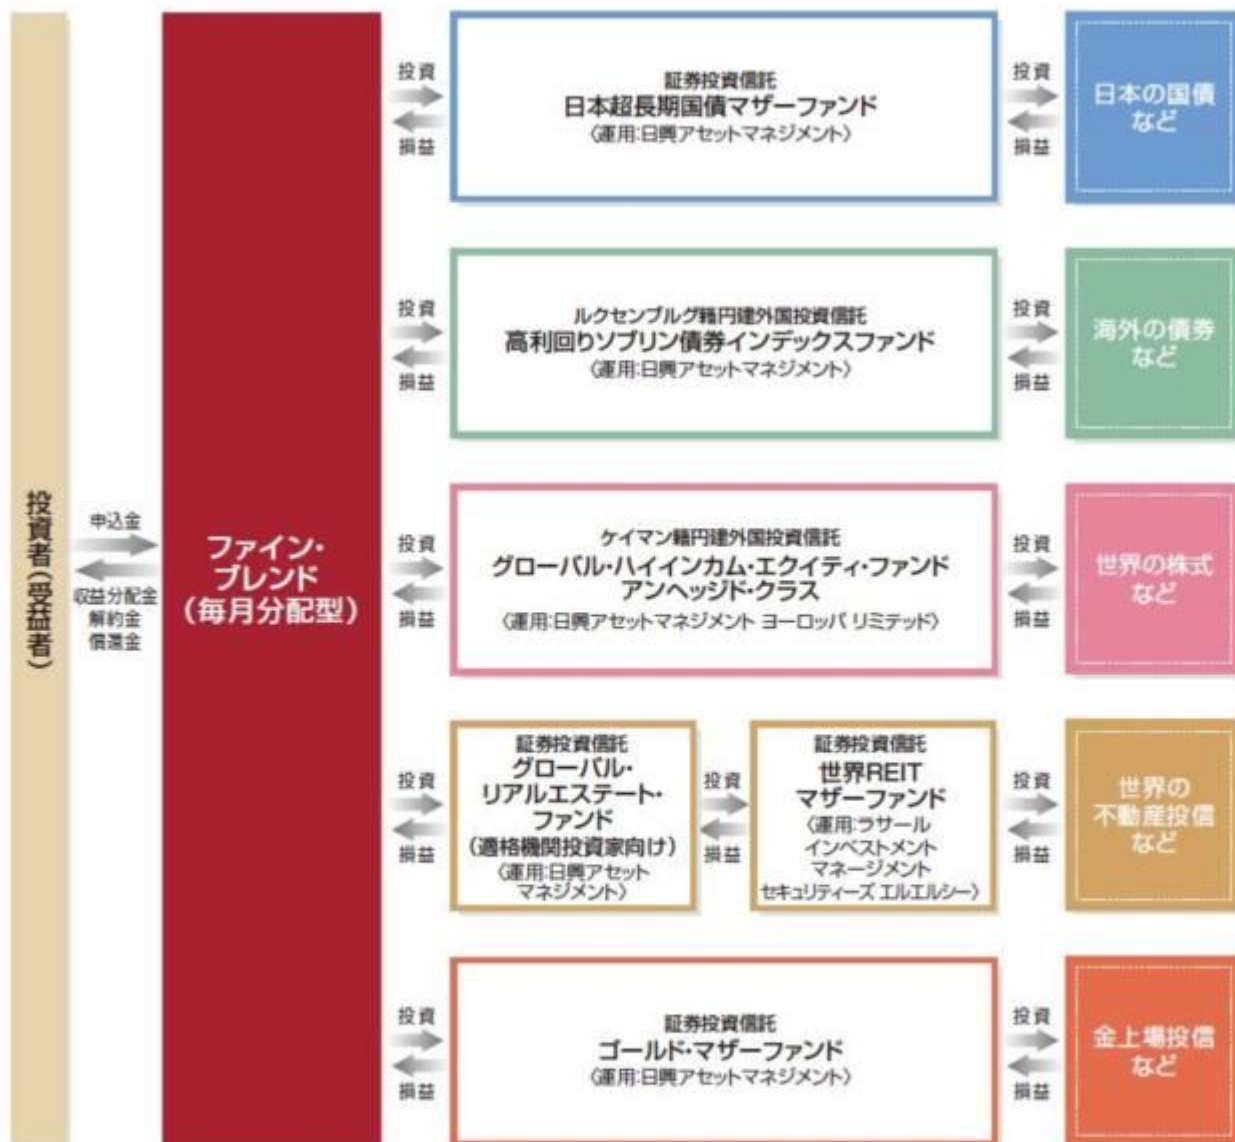 投資者(受益者)
申込金
収益分配金
解約金
償還金
ファイン・
ブレンド
(毎月分配型)
投資
損益
証券投資信託
日本超長期国債マザーファンド
〈運用:日興アセットマネジメント〉
投資
損益
日本の国債
など
投資
損益
ルクセンブルグ籍円建外国投資信託
高利回りソブリン債券インデックスファンド
〈運用:日興アセットマネジメント〉
投資
損益
海外の債券
など
投資
損益
ケイマン籍円建外国投資信託
グローバル・ハイインカム・エクイティ・ファンド
アンヘッジド・クラス
〈運用:日興アセットマネジメント ヨーロッパ リミテッド〉
投資
損益
世界の株式
など
投資
損益
証券投資信託
グローバル・
リアルエステート・
ファンド
(適格機関投資家向け)
〈運用:日興アセット
マネジメント〉
投資
損益
証券投資信託
世界REIT
マザーファンド
〈運用:ラサール
インベストメント
マネージメント
セキュリティーズ エルエルシー〉
投資
損益
世界の
不動産投信
など
投資
損益
証券投資信託
ゴールド・マザーファンド
〈運用:日興アセットマネジメント〉
投資
損益
金上場投信
など